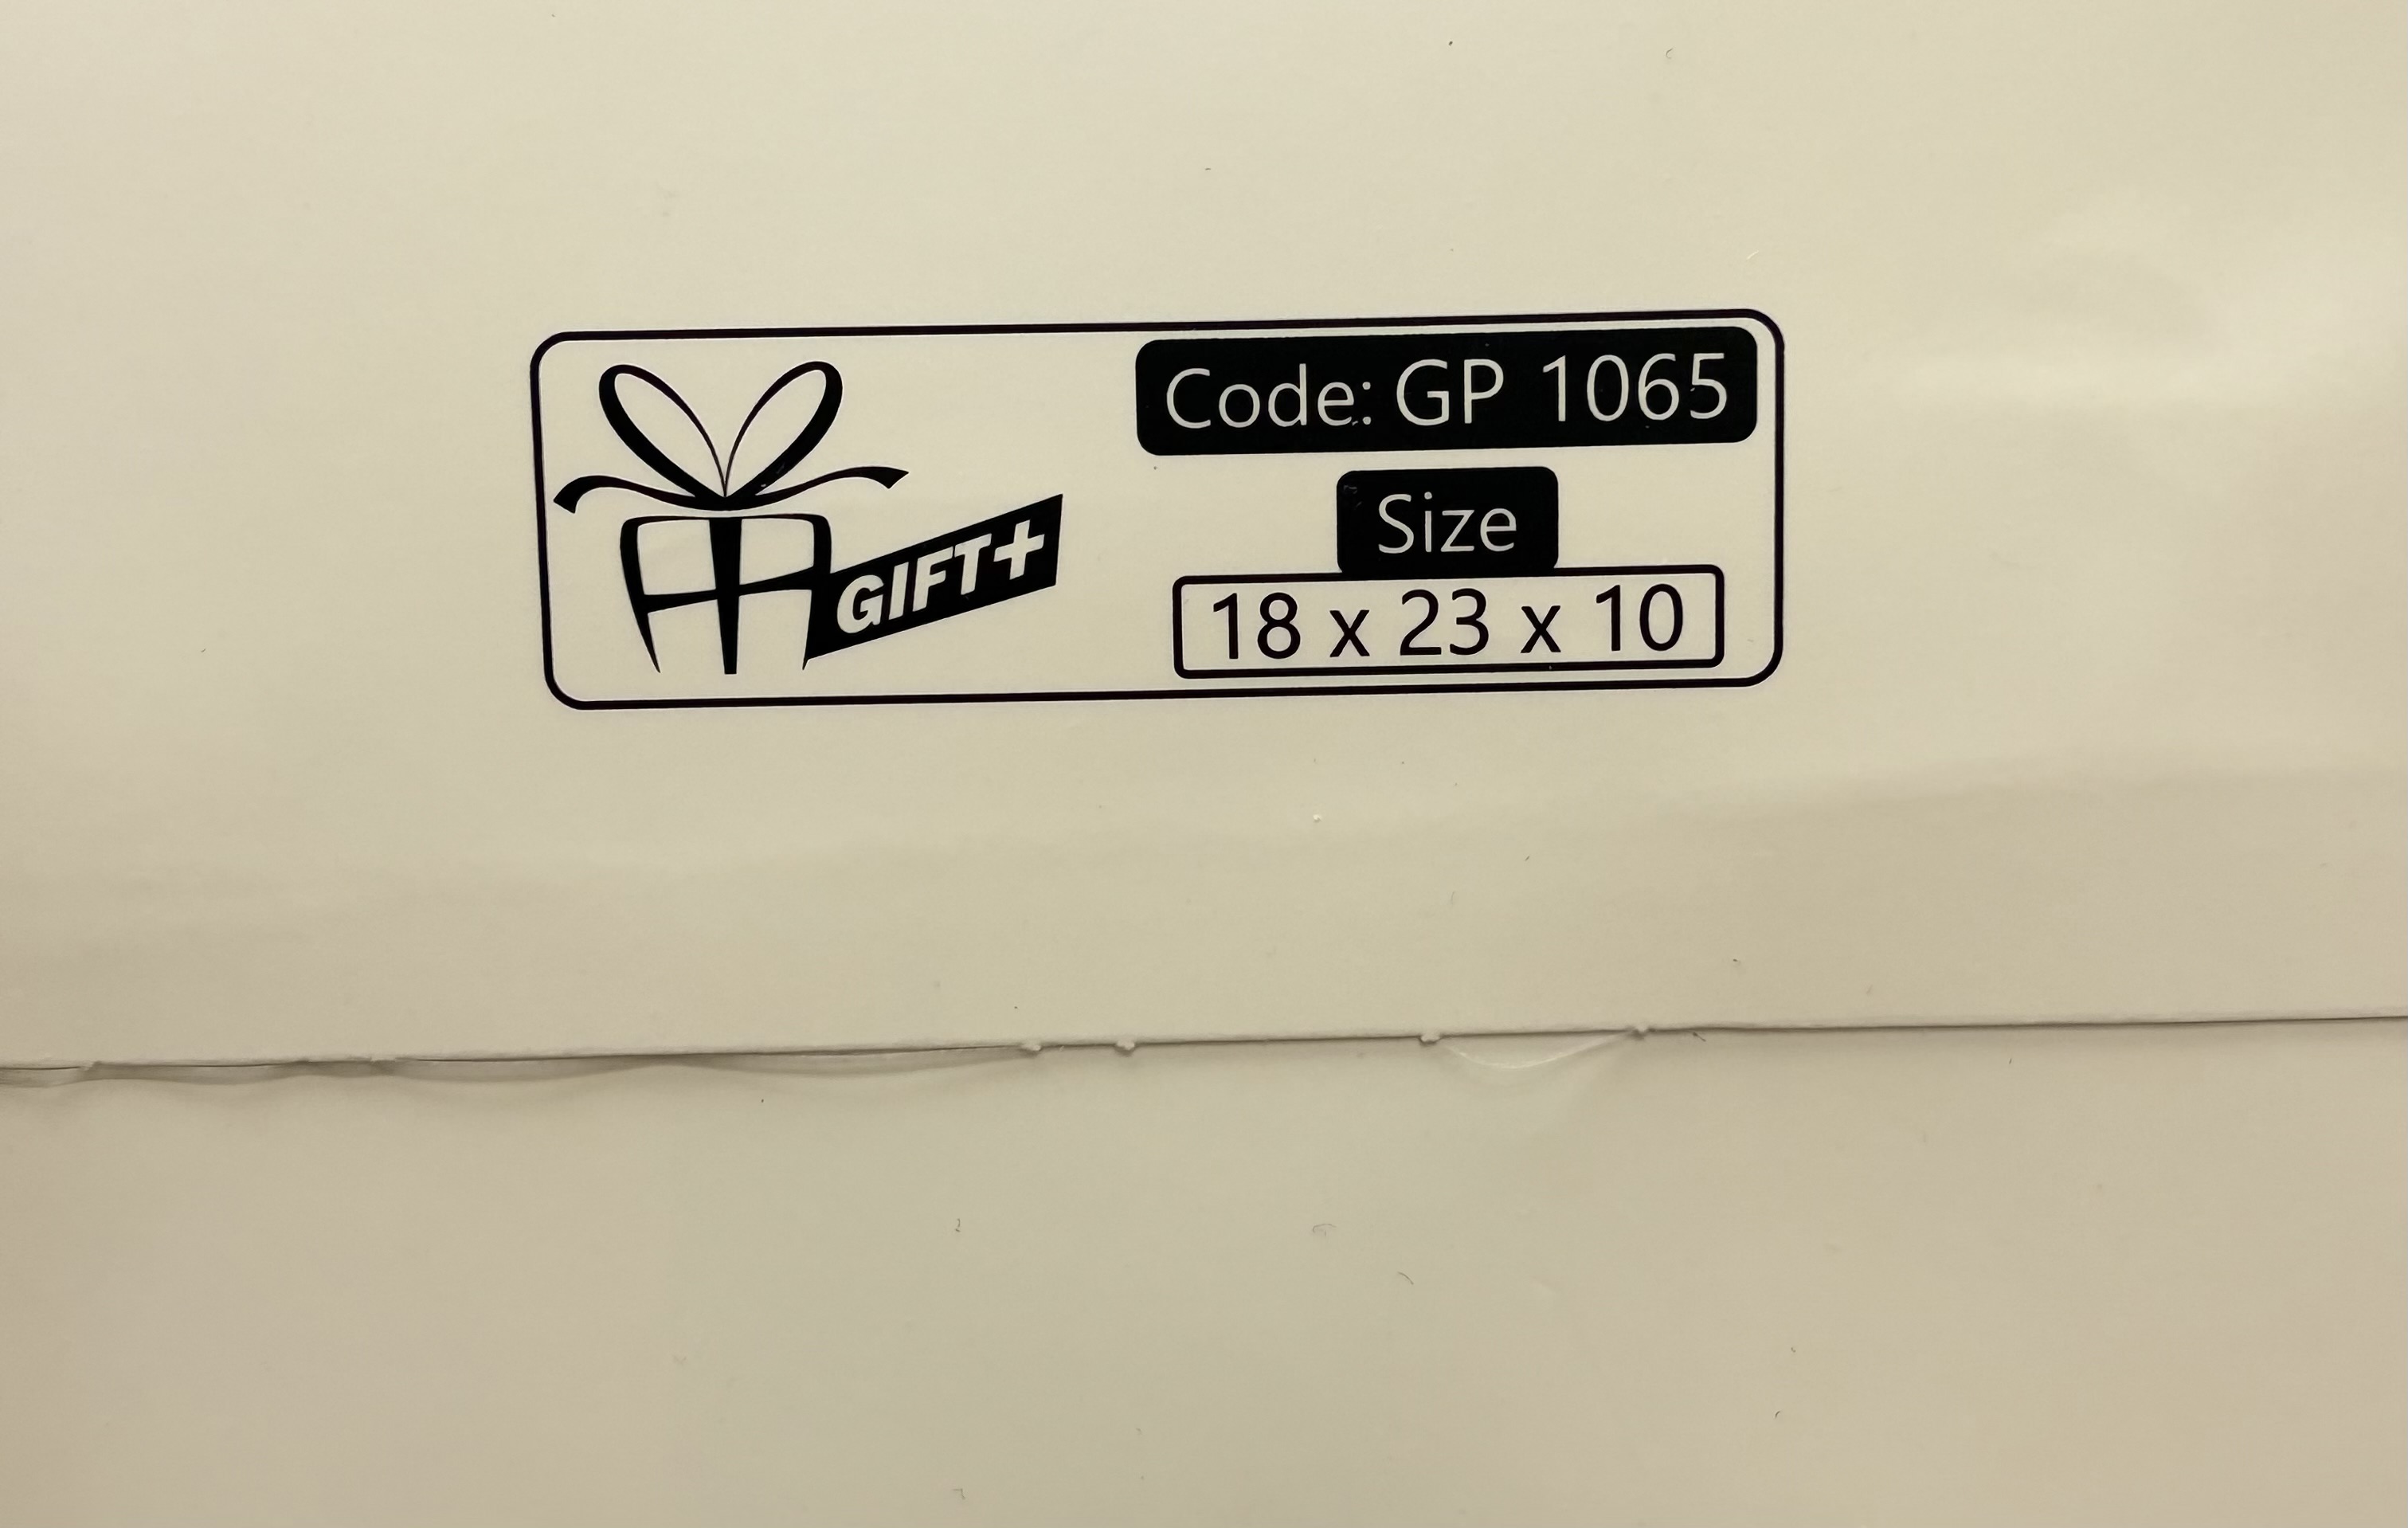 GIFT+
Code: GP 1065
Size
18 x 23 x 10